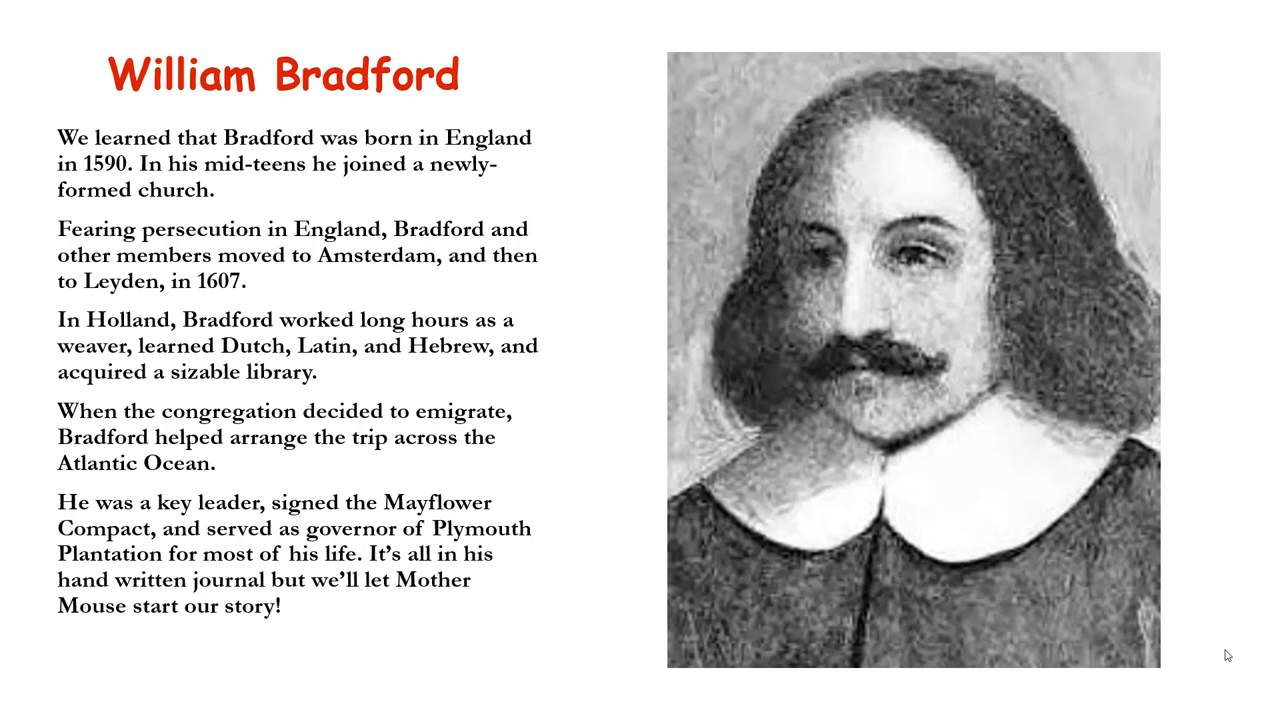 William Bradford
We learned that Bradford was born in England
in 1590. In his mid-teens he joined a newly-
formed church.
Fearing persecution in England, Bradford and
other members moved to Amsterdam, and then
to Leyden, in 1607.
In Holland, Bradford worked long hours as a
weaver, learned Dutch, Latin, and Hebrew, and
acquired a sizable library.
When the congregation decided to emigrate,
Bradford helped arrange the trip across the
Atlantic Ocean.
He was a key leader, signed the Mayflower
Compact, and served as governor of Plymouth
Plantation for most of his life. It’s all in his
hand written journal but we’ll let Mother
Mouse start our story!